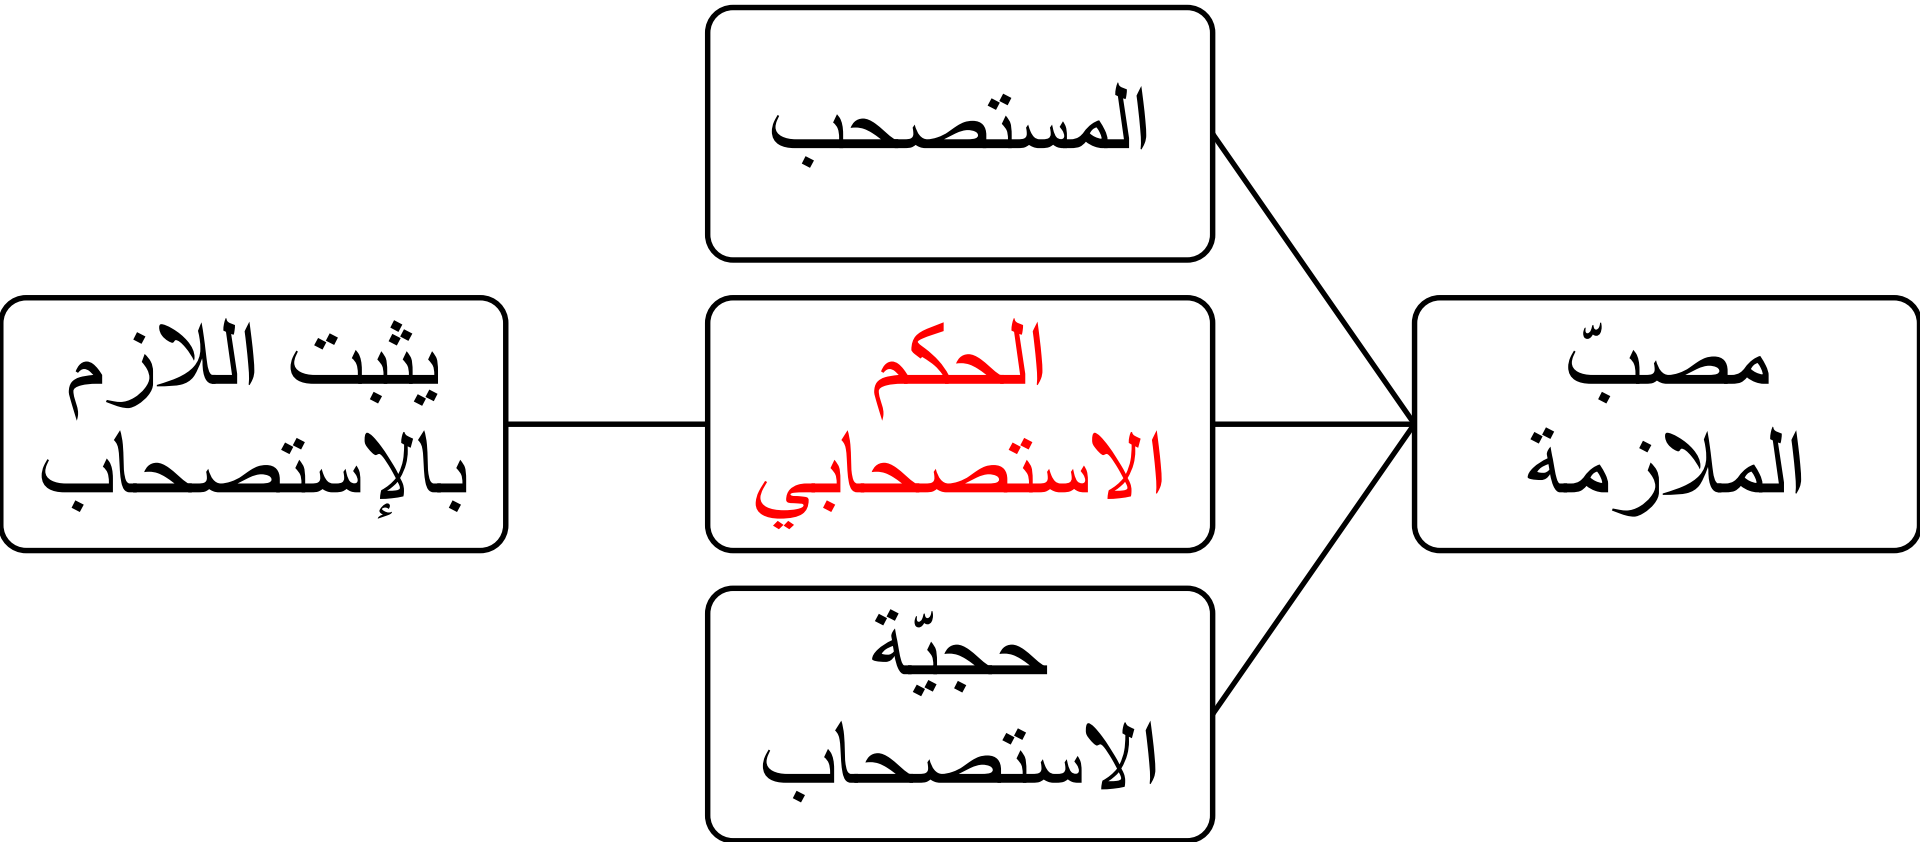 مصبّ
الملازمة
المستصحب
الحكم
الاستصحابي
حجيّة
الاستصحاب
يثبت اللازم
بالإستصحاب